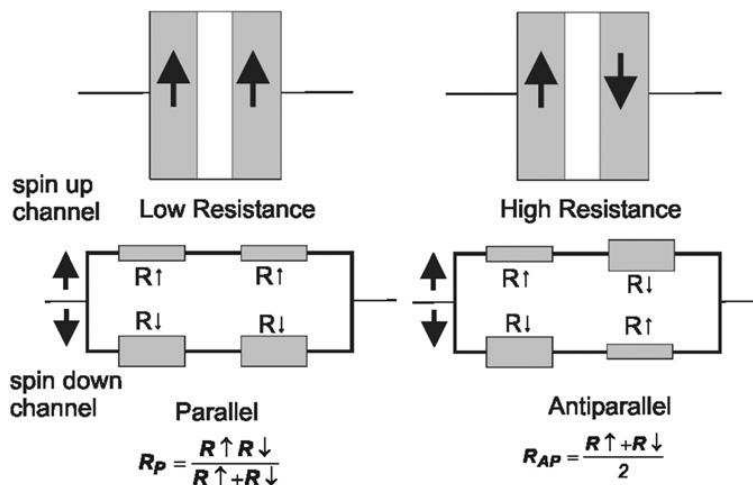 spin up
channel
Low Resistance
High Resistance
R↑ R↑
R↓ R↓
R↑ R↓
R↓ R↑
spin down
channel
Parallel
Antiparallel
R_P = R↑ R↓ / R↑ + R↓
R_AP = R↑ + R↓ / 2